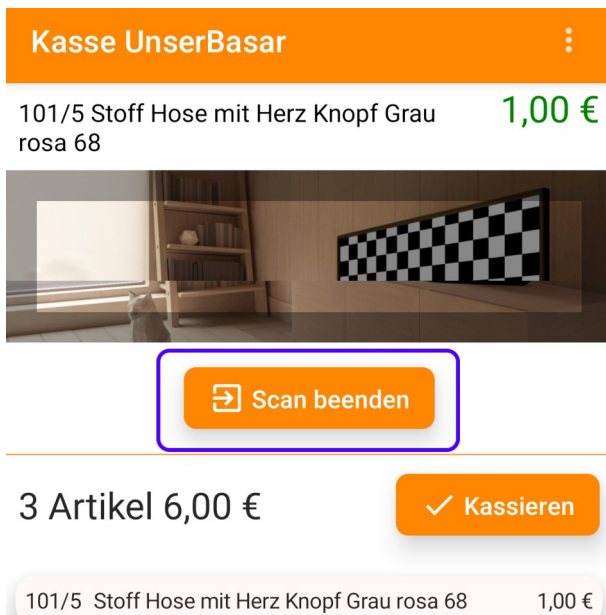 Kasse UnserBasar
101/5 Stoff Hose mit Herz Knopf Grau
rosa 68
1,00 €
Scan beenden
3 Artikel 6,00 €
Kassieren
101/5 Stoff Hose mit Herz Knopf Grau rosa 68 1,00 €